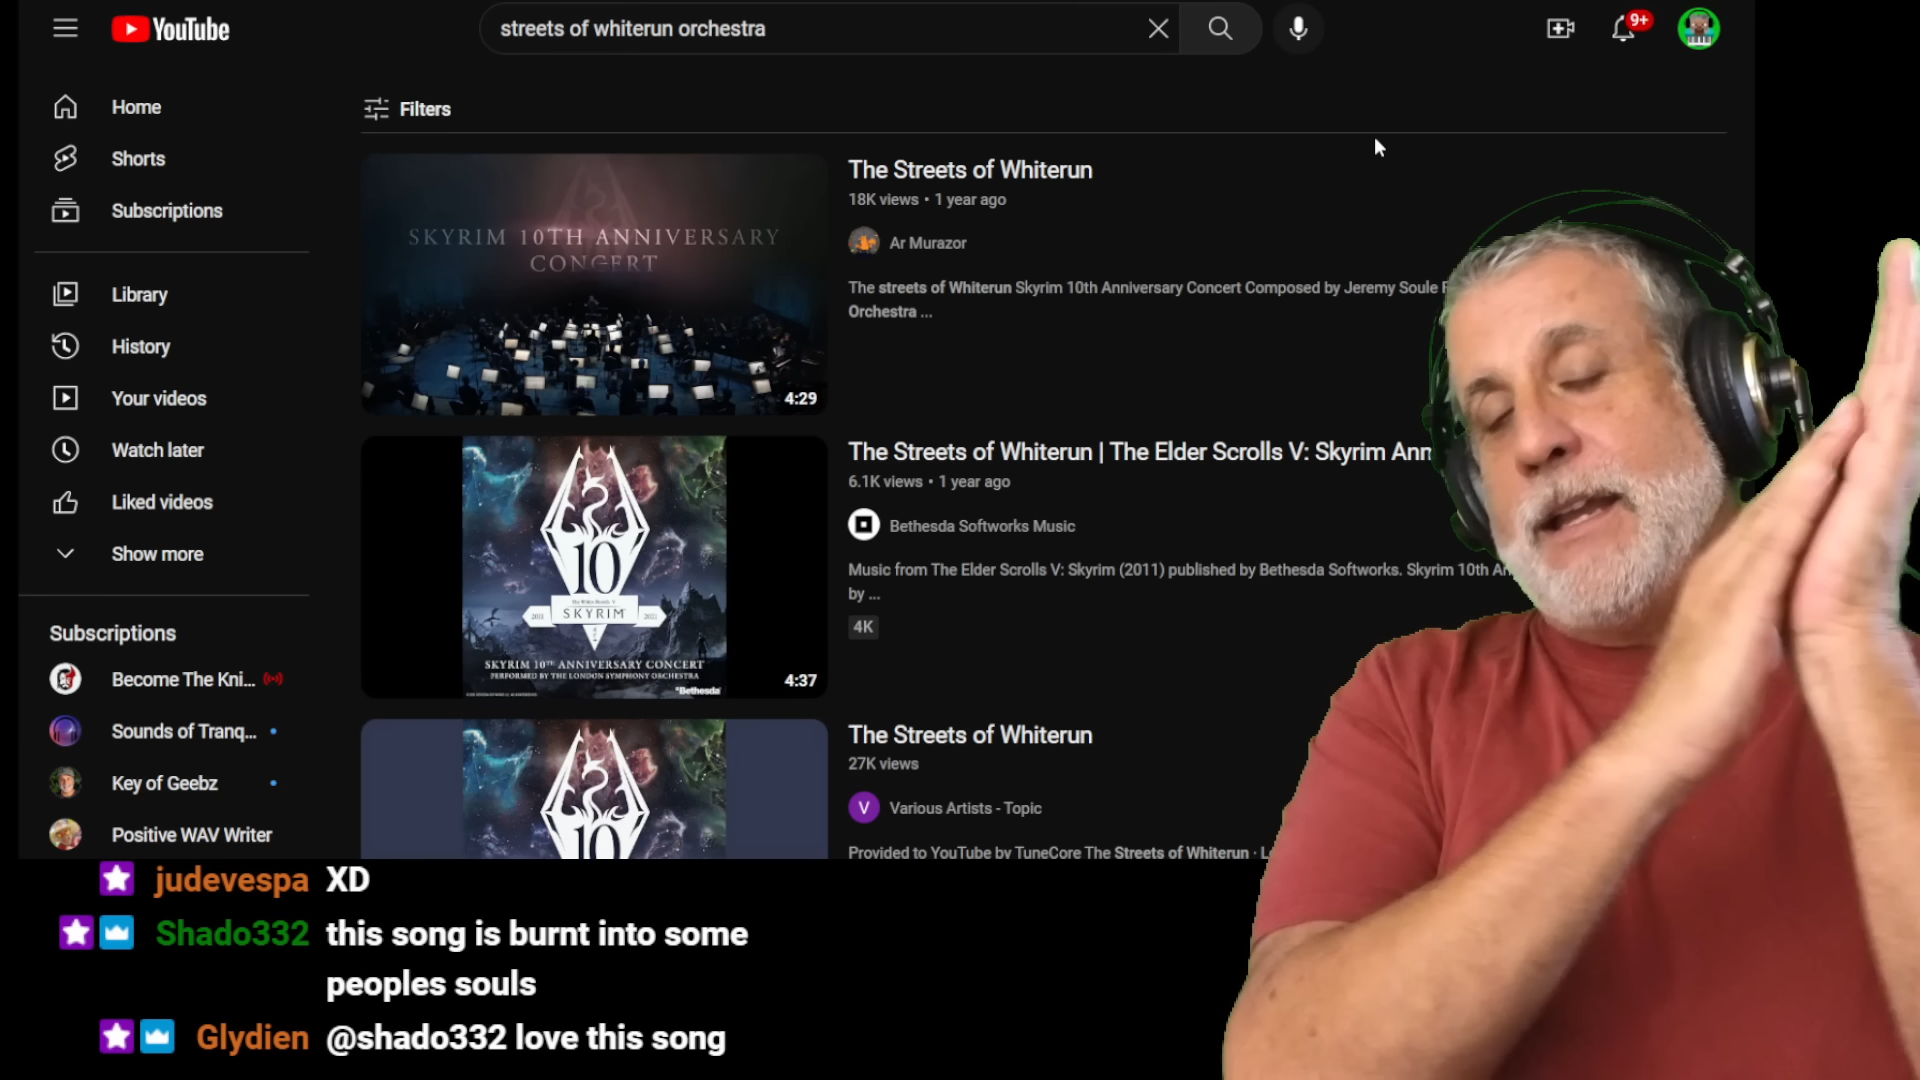 YouTube
streets of whiterun orchestra
9+
Home
Shorts
Subscriptions
Library
History
Your videos
Watch later
Liked videos
Show more
Subscriptions
Become The Kni...
Sounds of Tranq...
Key of Geebz
Positive WAV Writer
Filters
SKYRIM 10TH ANNIVERSARY
CONCERT
4:29
The Streets of Whiterun
18K views • 1 year ago
Ar Murazor
The streets of Whiterun Skyrim 10th Anniversary Concert Composed by Jeremy Soule
Orchestra ...
10
SKYRIM
SKYRIM 10TH ANNIVERSARY CONCERT
PERFORMED BY THE LONDON SYMPHONY ORCHESTRA
Bethesda
4:37
The Streets of Whiterun | The Elder Scrolls V: Skyrim Ann
6.1K views • 1 year ago
Bethesda Softworks Music
Music from The Elder Scrolls V: Skyrim (2011) published by Bethesda Softworks. Skyrim 10th
by ...
4K
10
The Streets of Whiterun
27K views
V
Various Artists - Topic
Provided to YouTube by TuneCore The Streets of Whiterun ·
judevespa XD
Shado332 this song is burnt into some
peoples souls
Glydien @shado332 love this song